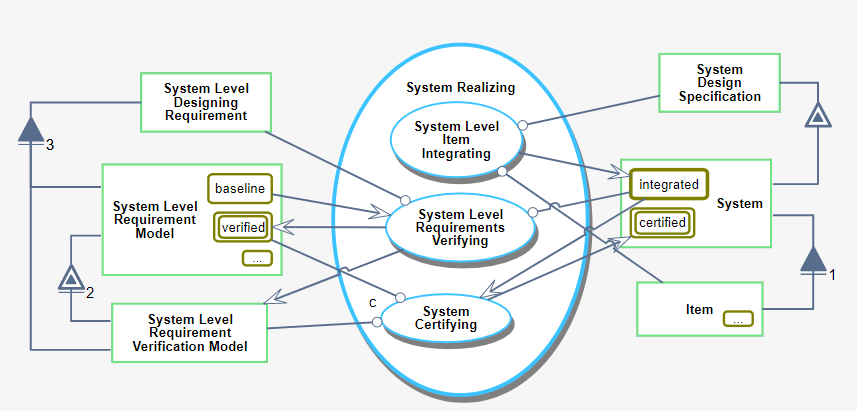 System Realizing
System Level
Designing
Requirement
3
System Level
Requirement
Model
baseline
verified
...
2
System Level
Requirement
Verification Model
System Level
Item
Integrating
System Level
Requirements
Verifying
c
System
Certifying
System
Design
Specification
integrated
certified
System
1
Item
...